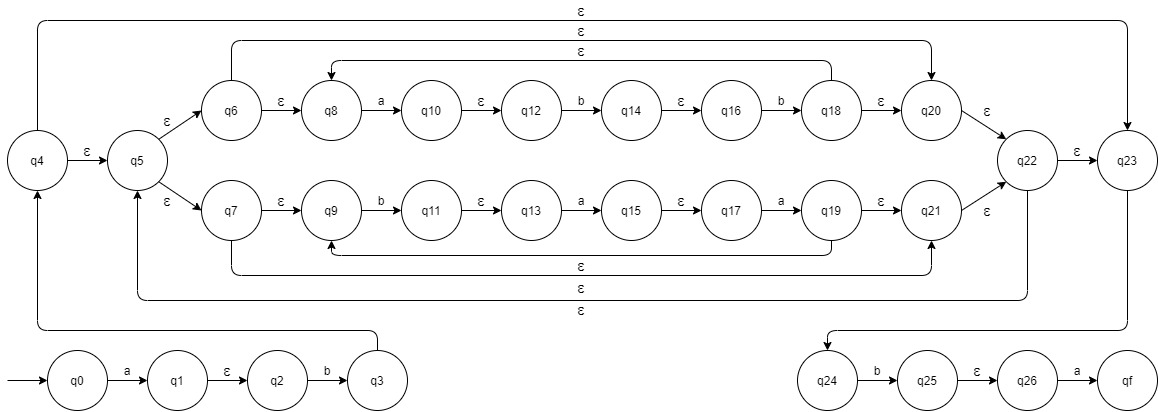 ε
ε
ε
q6 ε q8 a q10 ε q12 b q14 ε q16 b q18 ε q20
ε ε
q4 ε q5 q22 ε q23
ε ε
q7 ε q9 b q11 ε q13 a q15 ε q17 a q19 ε q21
ε
ε
ε
q0 a q1 ε q2 b q3 q24 b q25 ε q26 a qf